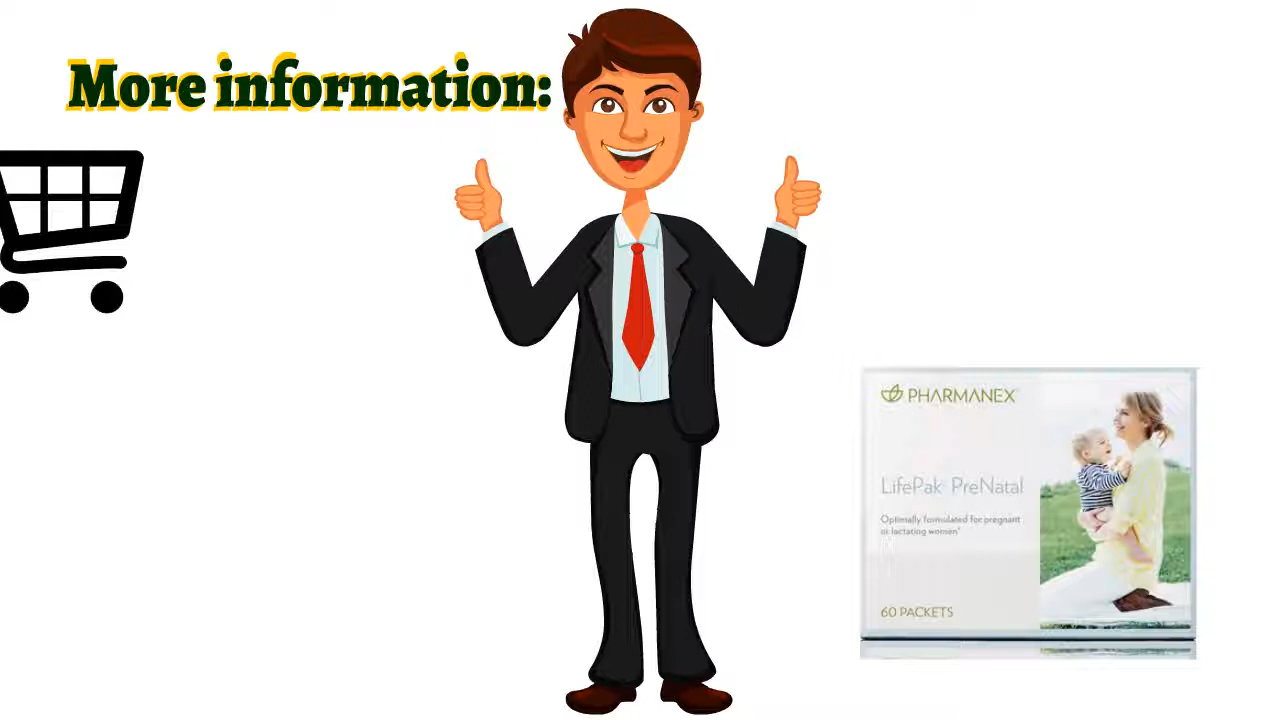 More information:
PHARMANEX
LifePak PreNatal
Optimally formulated for pregnant
or lactating women*
60 PACKETS